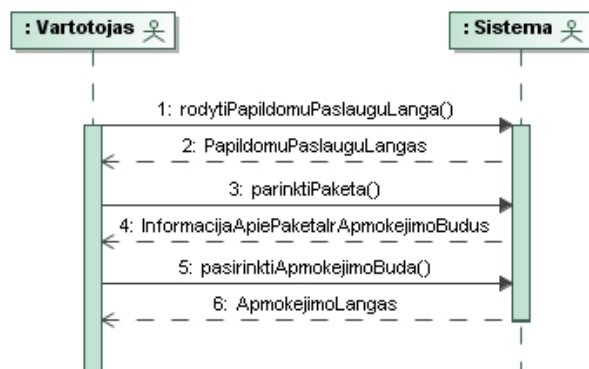 : Vartotojas
: Sistema
1: rodytiPapildomuPaslauguLanga()
2: PapildomuPaslauguLangas
3: parinktiPaketa()
4: InformacijaApiePaketaIrApmokejimoBudus
5: pasirinktiApmokejimoBuda()
6: ApmokejimoLangas